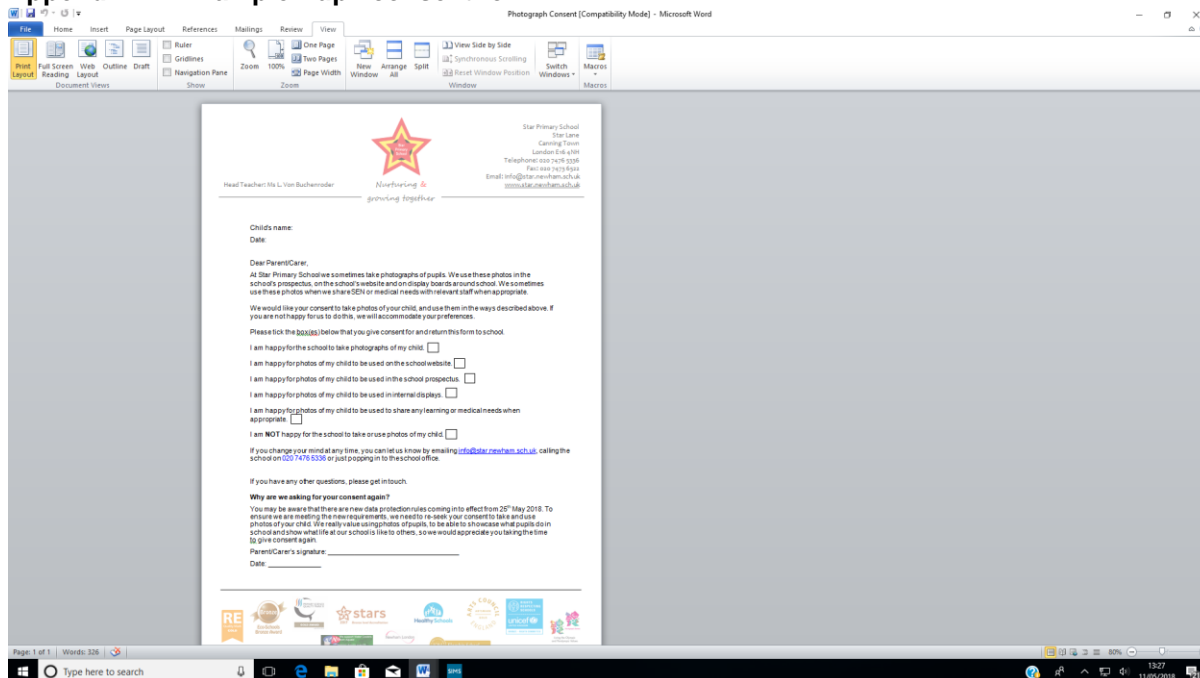 Photograph Consent [Compatibility Mode] - Microsoft Word
File Home Insert Page Layout References Mailings Review View
Print Layout
Full Screen Reading
Web Layout
Outline
Draft
Document Views
Ruler
Gridlines
Navigation Pane
Show
Zoom
100%
One Page
Two Pages
Page Width
Zoom
New Window
Arrange All
Split
View Side by Side
Synchronous Scrolling
Reset Window Position
Window
Switch Windows
Macros
Macros
Star Primary School
Star Lane
Canning Town
London E16 4NH
Telephone: 020 7476 5336
Email: info@star.newham.sch.uk
www.star.newham.sch.uk
Head Teacher: Ms L. Von Buchenroder
Nurturing &
growing together
Child's name:
Date:
Dear Parent/Carer,
At Star Primary School we sometimes take photographs of pupils. We use these photos in the
school's prospectus, on the school's website and on display boards around school. We sometimes
use these photos when we share SEN or medical needs with relevant staff when appropriate.
We would like your consent to take photos of your child, and use them in the ways described above. If
you are not happy for us to do this, we will accommodate your preferences.
Please tick the box(es) below that you give consent for and return this form to school.
I am happy for the school to take photographs of my child.
I am happy for photos of my child to be used on the school website.
I am happy for photos of my child to be used in the school prospectus.
I am happy for photos of my child to be used in internal displays.
I am happy for photos of my child to be used to share any learning or medical needs when
appropriate.
I am NOT happy for the school to take or use photos of my child.
If you change your mind at any time, you can let us know by emailing info@star.newham.sch.uk, calling the
school on 020 7476 5336 or just popping in to the school office.
If you have any other questions, please get in touch.
Why are we asking for your consent again?
You may be aware that there are new data protection rules coming in to effect from 25th May 2018. To
ensure we are meeting the new requirements, we need to re-seek your consent to take and use
photos of your child. We really value using photos of pupils, to be able to showcase what pupils do in
school and show what life at our school is like to others, so we would appreciate you taking the time
to give consent again.
Parent/Carer's signature:
Date:
RE
stars
Healthy Schools
ARTS COUNCIL
ENGLAND
unicef
Page: 1 of 1
Words: 326
80%
Type here to search
SIMS
13:27
11/05/2018